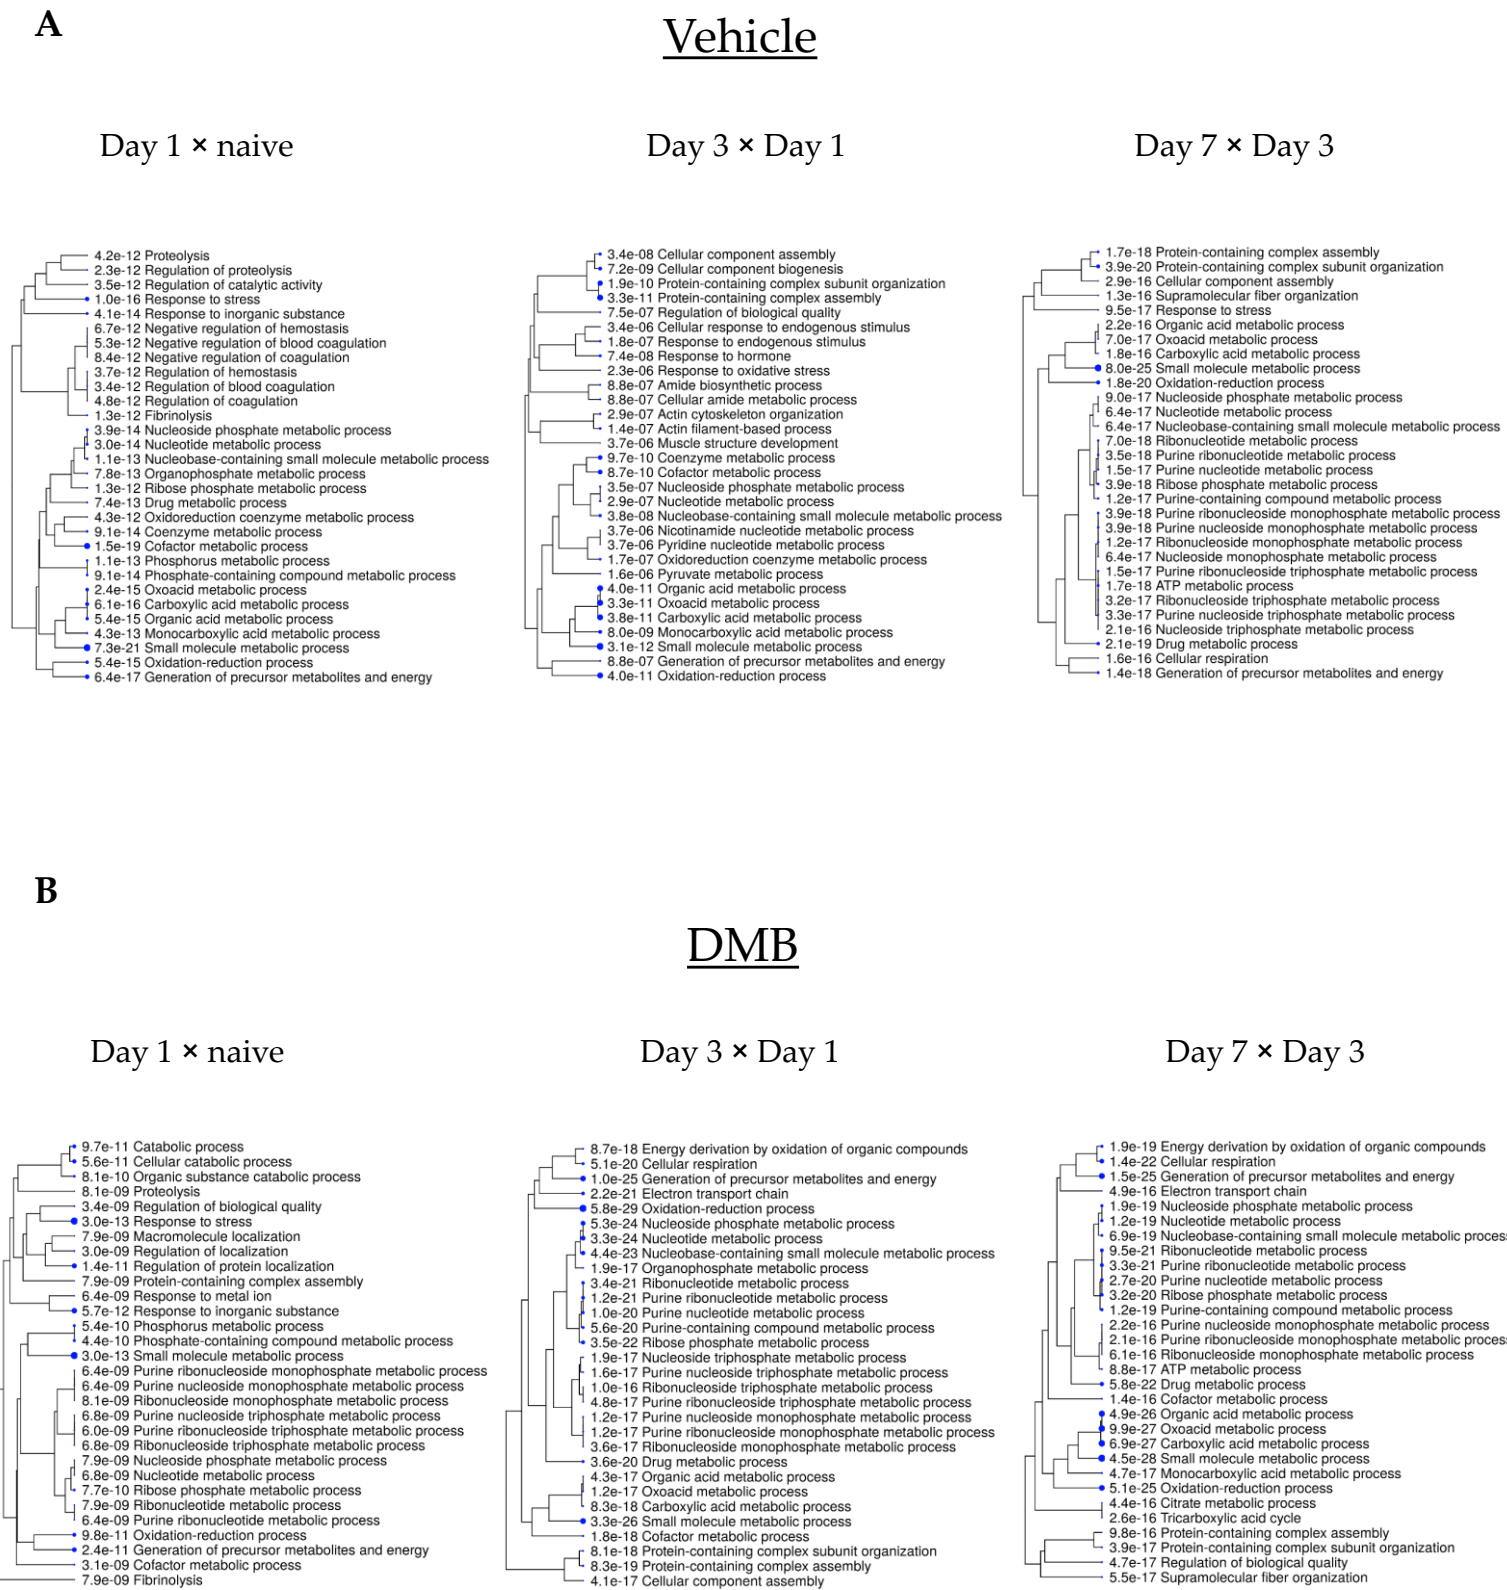 A
Vehicle
Day 1 × naive
Day 3 × Day 1
Day 7 × Day 3
4.2e-12 Proteolysis
2.3e-12 Regulation of proteolysis
3.5e-12 Regulation of catalytic activity
1.0e-16 Response to stress
4.1e-14 Response to inorganic substance
6.7e-12 Negative regulation of hemostasis
5.3e-12 Negative regulation of blood coagulation
8.4e-12 Negative regulation of coagulation
3.7e-12 Regulation of hemostasis
3.4e-12 Regulation of blood coagulation
4.8e-12 Regulation of coagulation
1.3e-12 Fibrinolysis
3.9e-14 Nucleoside phosphate metabolic process
3.0e-14 Nucleotide metabolic process
1.1e-13 Nucleobase-containing small molecule metabolic process
7.8e-13 Organophosphate metabolic process
1.3e-12 Ribose phosphate metabolic process
7.4e-13 Drug metabolic process
4.3e-12 Oxidoreduction coenzyme metabolic process
9.1e-14 Coenzyme metabolic process
1.5e-19 Cofactor metabolic process
1.1e-13 Phosphorus metabolic process
9.1e-14 Phosphate-containing compound metabolic process
2.4e-15 Oxoacid metabolic process
6.1e-16 Carboxylic acid metabolic process
5.4e-15 Organic acid metabolic process
4.3e-13 Monocarboxylic acid metabolic process
7.3e-21 Small molecule metabolic process
5.4e-15 Oxidation-reduction process
6.4e-17 Generation of precursor metabolites and energy
3.4e-08 Cellular component assembly
7.2e-09 Cellular component biogenesis
1.9e-10 Protein-containing complex subunit organization
3.3e-11 Protein-containing complex assembly
7.5e-07 Regulation of biological quality
3.4e-06 Cellular response to endogenous stimulus
1.8e-07 Response to endogenous stimulus
7.4e-08 Response to hormone
2.3e-06 Response to oxidative stress
8.8e-07 Amide biosynthetic process
8.8e-07 Cellular amide metabolic process
2.9e-07 Actin cytoskeleton organization
1.4e-07 Actin filament-based process
3.7e-06 Muscle structure development
9.7e-10 Coenzyme metabolic process
8.7e-10 Cofactor metabolic process
3.5e-07 Nucleoside phosphate metabolic process
2.9e-07 Nucleotide metabolic process
3.8e-08 Nucleobase-containing small molecule metabolic process
3.7e-06 Nicotinamide nucleotide metabolic process
3.7e-06 Pyridine nucleotide metabolic process
1.7e-07 Oxidoreduction coenzyme metabolic process
1.6e-06 Pyruvate metabolic process
4.0e-11 Organic acid metabolic process
3.3e-11 Oxoacid metabolic process
3.8e-11 Carboxylic acid metabolic process
8.0e-09 Monocarboxylic acid metabolic process
3.1e-12 Small molecule metabolic process
8.8e-07 Generation of precursor metabolites and energy
4.0e-11 Oxidation-reduction process
1.7e-18 Protein-containing complex assembly
3.9e-20 Protein-containing complex subunit organization
2.9e-16 Cellular component assembly
1.3e-16 Supramolecular fiber organization
9.5e-17 Response to stress
2.2e-16 Organic acid metabolic process
7.0e-17 Oxoacid metabolic process
1.8e-16 Carboxylic acid metabolic process
8.0e-25 Small molecule metabolic process
1.8e-20 Oxidation-reduction process
9.0e-17 Nucleoside phosphate metabolic process
6.4e-17 Nucleotide metabolic process
6.4e-17 Nucleobase-containing small molecule metabolic process
7.0e-18 Ribonucleotide metabolic process
3.5e-18 Purine ribonucleotide metabolic process
1.5e-17 Purine nucleotide metabolic process
3.9e-18 Ribose phosphate metabolic process
1.2e-17 Purine-containing compound metabolic process
3.9e-18 Purine ribonucleoside monophosphate metabolic process
3.9e-18 Purine nucleoside monophosphate metabolic process
1.2e-17 Ribonucleoside monophosphate metabolic process
6.4e-17 Nucleoside monophosphate metabolic process
1.5e-17 Purine ribonucleoside triphosphate metabolic process
1.7e-18 ATP metabolic process
3.2e-17 Ribonucleoside triphosphate metabolic process
3.3e-17 Purine nucleoside triphosphate metabolic process
2.1e-16 Nucleoside triphosphate metabolic process
2.1e-19 Drug metabolic process
1.6e-16 Cellular respiration
1.4e-18 Generation of precursor metabolites and energy
B
DMB
Day 1 × naive
Day 3 × Day 1
Day 7 × Day 3
9.7e-11 Catabolic process
5.6e-11 Cellular catabolic process
8.1e-10 Organic substance catabolic process
8.1e-09 Proteolysis
3.4e-09 Regulation of biological quality
3.0e-13 Response to stress
7.9e-09 Macromolecule localization
3.0e-09 Regulation of localization
1.4e-11 Regulation of protein localization
7.9e-09 Protein-containing complex assembly
6.4e-09 Response to metal ion
5.7e-12 Response to inorganic substance
5.4e-10 Phosphorus metabolic process
4.4e-10 Phosphate-containing compound metabolic process
3.0e-13 Small molecule metabolic process
6.4e-09 Purine ribonucleoside monophosphate metabolic process
6.4e-09 Purine nucleoside monophosphate metabolic process
8.1e-09 Ribonucleoside monophosphate metabolic process
6.8e-09 Purine nucleoside triphosphate metabolic process
6.0e-09 Purine ribonucleoside triphosphate metabolic process
6.8e-09 Ribonucleoside triphosphate metabolic process
7.9e-09 Nucleoside phosphate metabolic process
6.8e-09 Nucleotide metabolic process
7.7e-10 Ribose phosphate metabolic process
7.9e-09 Ribonucleotide metabolic process
6.4e-09 Purine ribonucleotide metabolic process
9.8e-11 Oxidation-reduction process
2.4e-11 Generation of precursor metabolites and energy
3.1e-09 Cofactor metabolic process
7.9e-09 Fibrinolysis
8.7e-18 Energy derivation by oxidation of organic compounds
5.1e-20 Cellular respiration
1.0e-25 Generation of precursor metabolites and energy
2.2e-21 Electron transport chain
5.8e-29 Oxidation-reduction process
5.3e-24 Nucleoside phosphate metabolic process
3.3e-24 Nucleotide metabolic process
4.4e-23 Nucleobase-containing small molecule metabolic process
1.9e-17 Organophosphate metabolic process
3.4e-21 Ribonucleotide metabolic process
1.2e-21 Purine ribonucleotide metabolic process
1.0e-20 Purine nucleotide metabolic process
5.6e-20 Purine-containing compound metabolic process
3.5e-22 Ribose phosphate metabolic process
1.9e-17 Nucleoside triphosphate metabolic process
1.6e-17 Purine nucleoside triphosphate metabolic process
1.0e-16 Ribonucleoside triphosphate metabolic process
4.8e-17 Purine ribonucleoside triphosphate metabolic process
1.2e-17 Purine nucleoside monophosphate metabolic process
1.2e-17 Purine ribonucleoside monophosphate metabolic process
3.6e-17 Ribonucleoside monophosphate metabolic process
3.6e-20 Drug metabolic process
4.3e-17 Organic acid metabolic process
1.2e-17 Oxoacid metabolic process
8.3e-18 Carboxylic acid metabolic process
3.3e-26 Small molecule metabolic process
1.8e-18 Cofactor metabolic process
8.1e-18 Protein-containing complex subunit organization
8.3e-19 Protein-containing complex assembly
4.1e-17 Cellular component assembly
1.9e-19 Energy derivation by oxidation of organic compounds
1.4e-22 Cellular respiration
1.5e-25 Generation of precursor metabolites and energy
4.9e-16 Electron transport chain
1.9e-19 Nucleoside phosphate metabolic process
1.2e-19 Nucleotide metabolic process
6.9e-19 Nucleobase-containing small molecule metabolic process
9.5e-21 Ribonucleotide metabolic process
3.3e-21 Purine ribonucleotide metabolic process
2.7e-20 Purine nucleotide metabolic process
3.2e-20 Ribose phosphate metabolic process
1.2e-19 Purine-containing compound metabolic process
2.2e-16 Purine nucleoside monophosphate metabolic process
2.1e-16 Purine ribonucleoside monophosphate metabolic process
6.1e-16 Ribonucleoside monophosphate metabolic process
8.8e-17 ATP metabolic process
5.8e-22 Drug metabolic process
1.4e-16 Cofactor metabolic process
4.9e-26 Organic acid metabolic process
9.9e-27 Oxoacid metabolic process
6.9e-27 Carboxylic acid metabolic process
4.5e-28 Small molecule metabolic process
4.7e-17 Monocarboxylic acid metabolic process
5.1e-25 Oxidation-reduction process
4.4e-16 Citrate metabolic process
2.6e-16 Tricarboxylic acid cycle
9.8e-16 Protein-containing complex assembly
3.9e-17 Protein-containing complex subunit organization
4.7e-17 Regulation of biological quality
5.5e-17 Supramolecular fiber organization